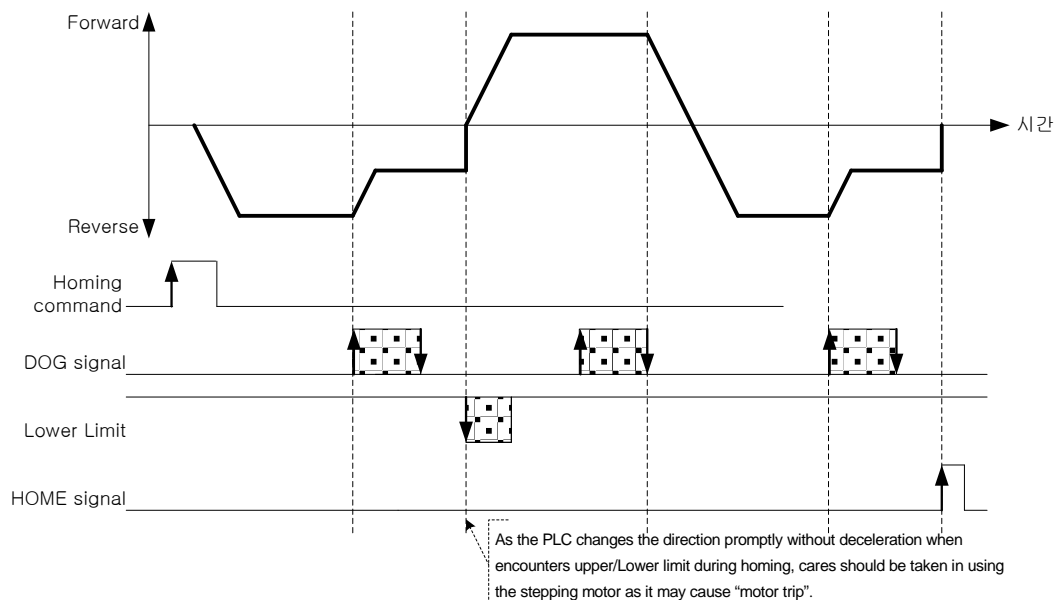 Forward
시간
Reverse
Homing
command
DOG signal
Lower Limit
HOME signal
As the PLC changes the direction promptly without deceleration when
encounters upper/Lower limit during homing, cares should be taken in using
the stepping motor as it may cause “motor trip”.